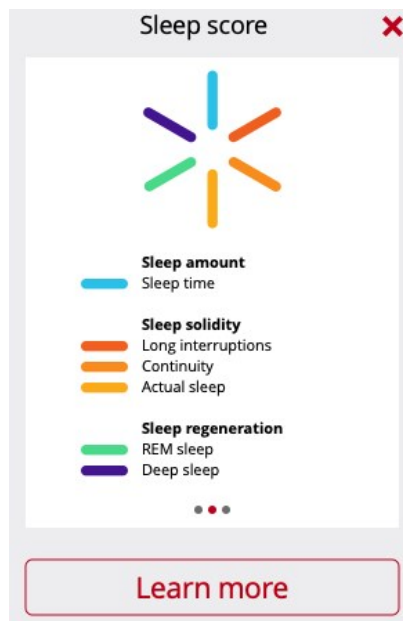 Sleep score
Sleep amount
Sleep time
Sleep solidity
Long interruptions
Continuity
Actual sleep
Sleep regeneration
REM sleep
Deep sleep
Learn more